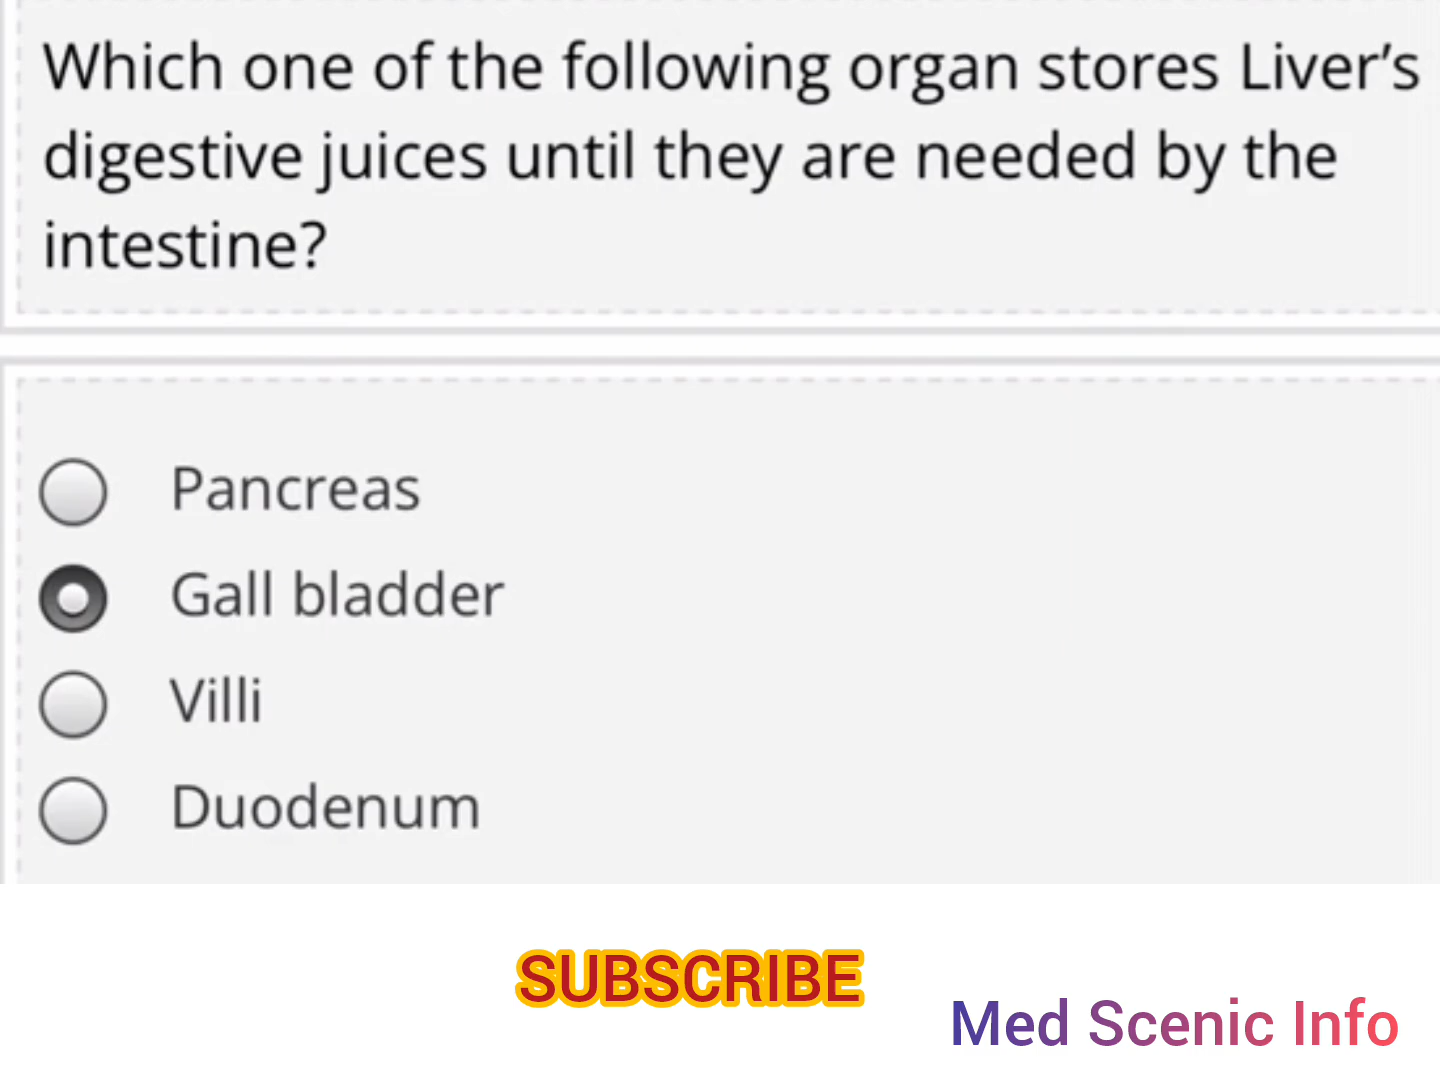 Which one of the following organ stores Liver’s
digestive juices until they are needed by the
intestine?
Pancreas
Gall bladder
Villi
Duodenum
SUBSCRIBE
Med Scenic Info